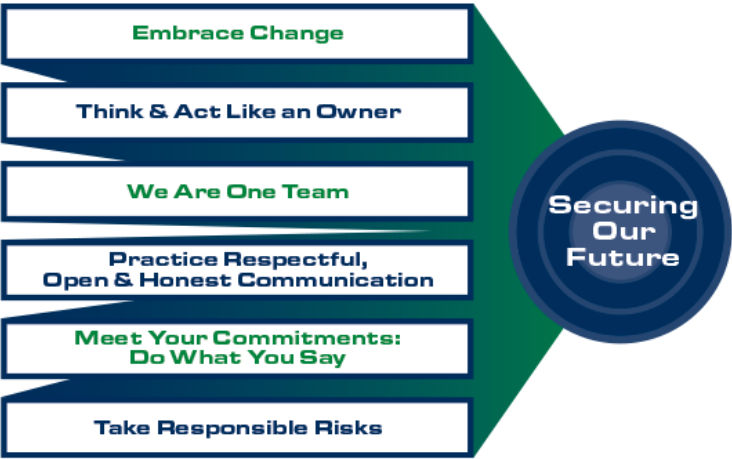 Embrace Change
Think & Act Like an Owner
We Are One Team
Practice Respectful,
Open & Honest Communication
Meet Your Commitments:
Do What You Say
Take Responsible Risks
Securing
Our
Future